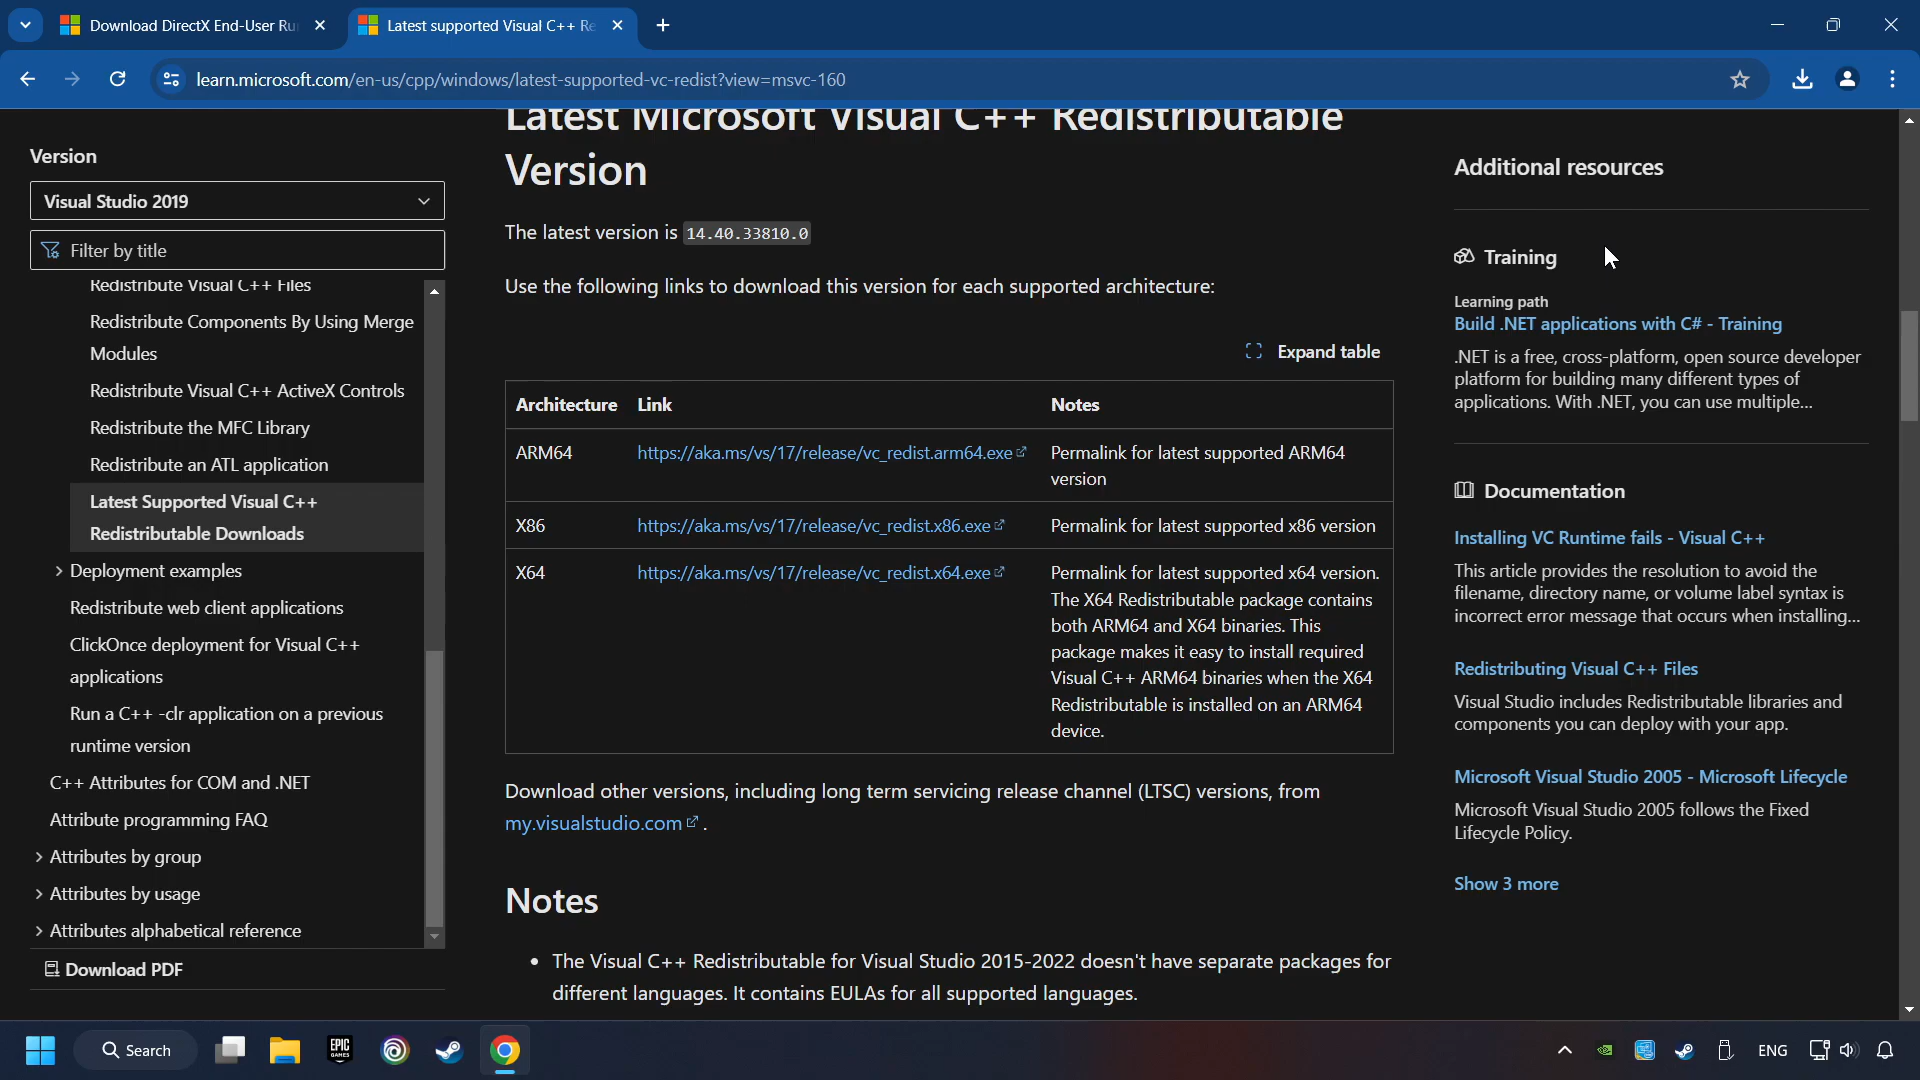 Download DirectX End-User Ru
Latest supported Visual C++ Re
learn.microsoft.com/en-us/cpp/windows/latest-supported-vc-redist?view=msvc-160
Version
Visual Studio 2019
Filter by title
Redistribute Visual C++ Files
Redistribute Components By Using Merge
Modules
Redistribute Visual C++ ActiveX Controls
Redistribute the MFC Library
Redistribute an ATL application
Latest Supported Visual C++
Redistributable Downloads
Deployment examples
Redistribute web client applications
ClickOnce deployment for Visual C++
applications
Run a C++ -clr application on a previous
runtime version
C++ Attributes for COM and .NET
Attribute programming FAQ
Attributes by group
Attributes by usage
Attributes alphabetical reference
Download PDF
Latest Microsoft Visual C++ Redistributable
Version
The latest version is 14.40.33810.0
Use the following links to download this version for each supported architecture:
Expand table
Architecture Link Notes
ARM64 https://aka.ms/vs/17/release/vc_redist.arm64.exe Permalink for latest supported ARM64
version
X86 https://aka.ms/vs/17/release/vc_redist.x86.exe Permalink for latest supported x86 version
X64 https://aka.ms/vs/17/release/vc_redist.x64.exe Permalink for latest supported x64 version.
The X64 Redistributable package contains
both ARM64 and X64 binaries. This
package makes it easy to install required
Visual C++ ARM64 binaries when the X64
Redistributable is installed on an ARM64
device.
Download other versions, including long term servicing release channel (LTSC) versions, from
my.visualstudio.com .
Notes
• The Visual C++ Redistributable for Visual Studio 2015-2022 doesn't have separate packages for
different languages. It contains EULAs for all supported languages.
Additional resources
Training
Learning path
Build .NET applications with C# - Training
.NET is a free, cross-platform, open source developer
platform for building many different types of
applications. With .NET, you can use multiple...
Documentation
Installing VC Runtime fails - Visual C++
This article provides the resolution to avoid the
filename, directory name, or volume label syntax is
incorrect error message that occurs when installing...
Redistributing Visual C++ Files
Visual Studio includes Redistributable libraries and
components you can deploy with your app.
Microsoft Visual Studio 2005 - Microsoft Lifecycle
Microsoft Visual Studio 2005 follows the Fixed
Lifecycle Policy.
Show 3 more
Search
EPIC
GAMES
ENG